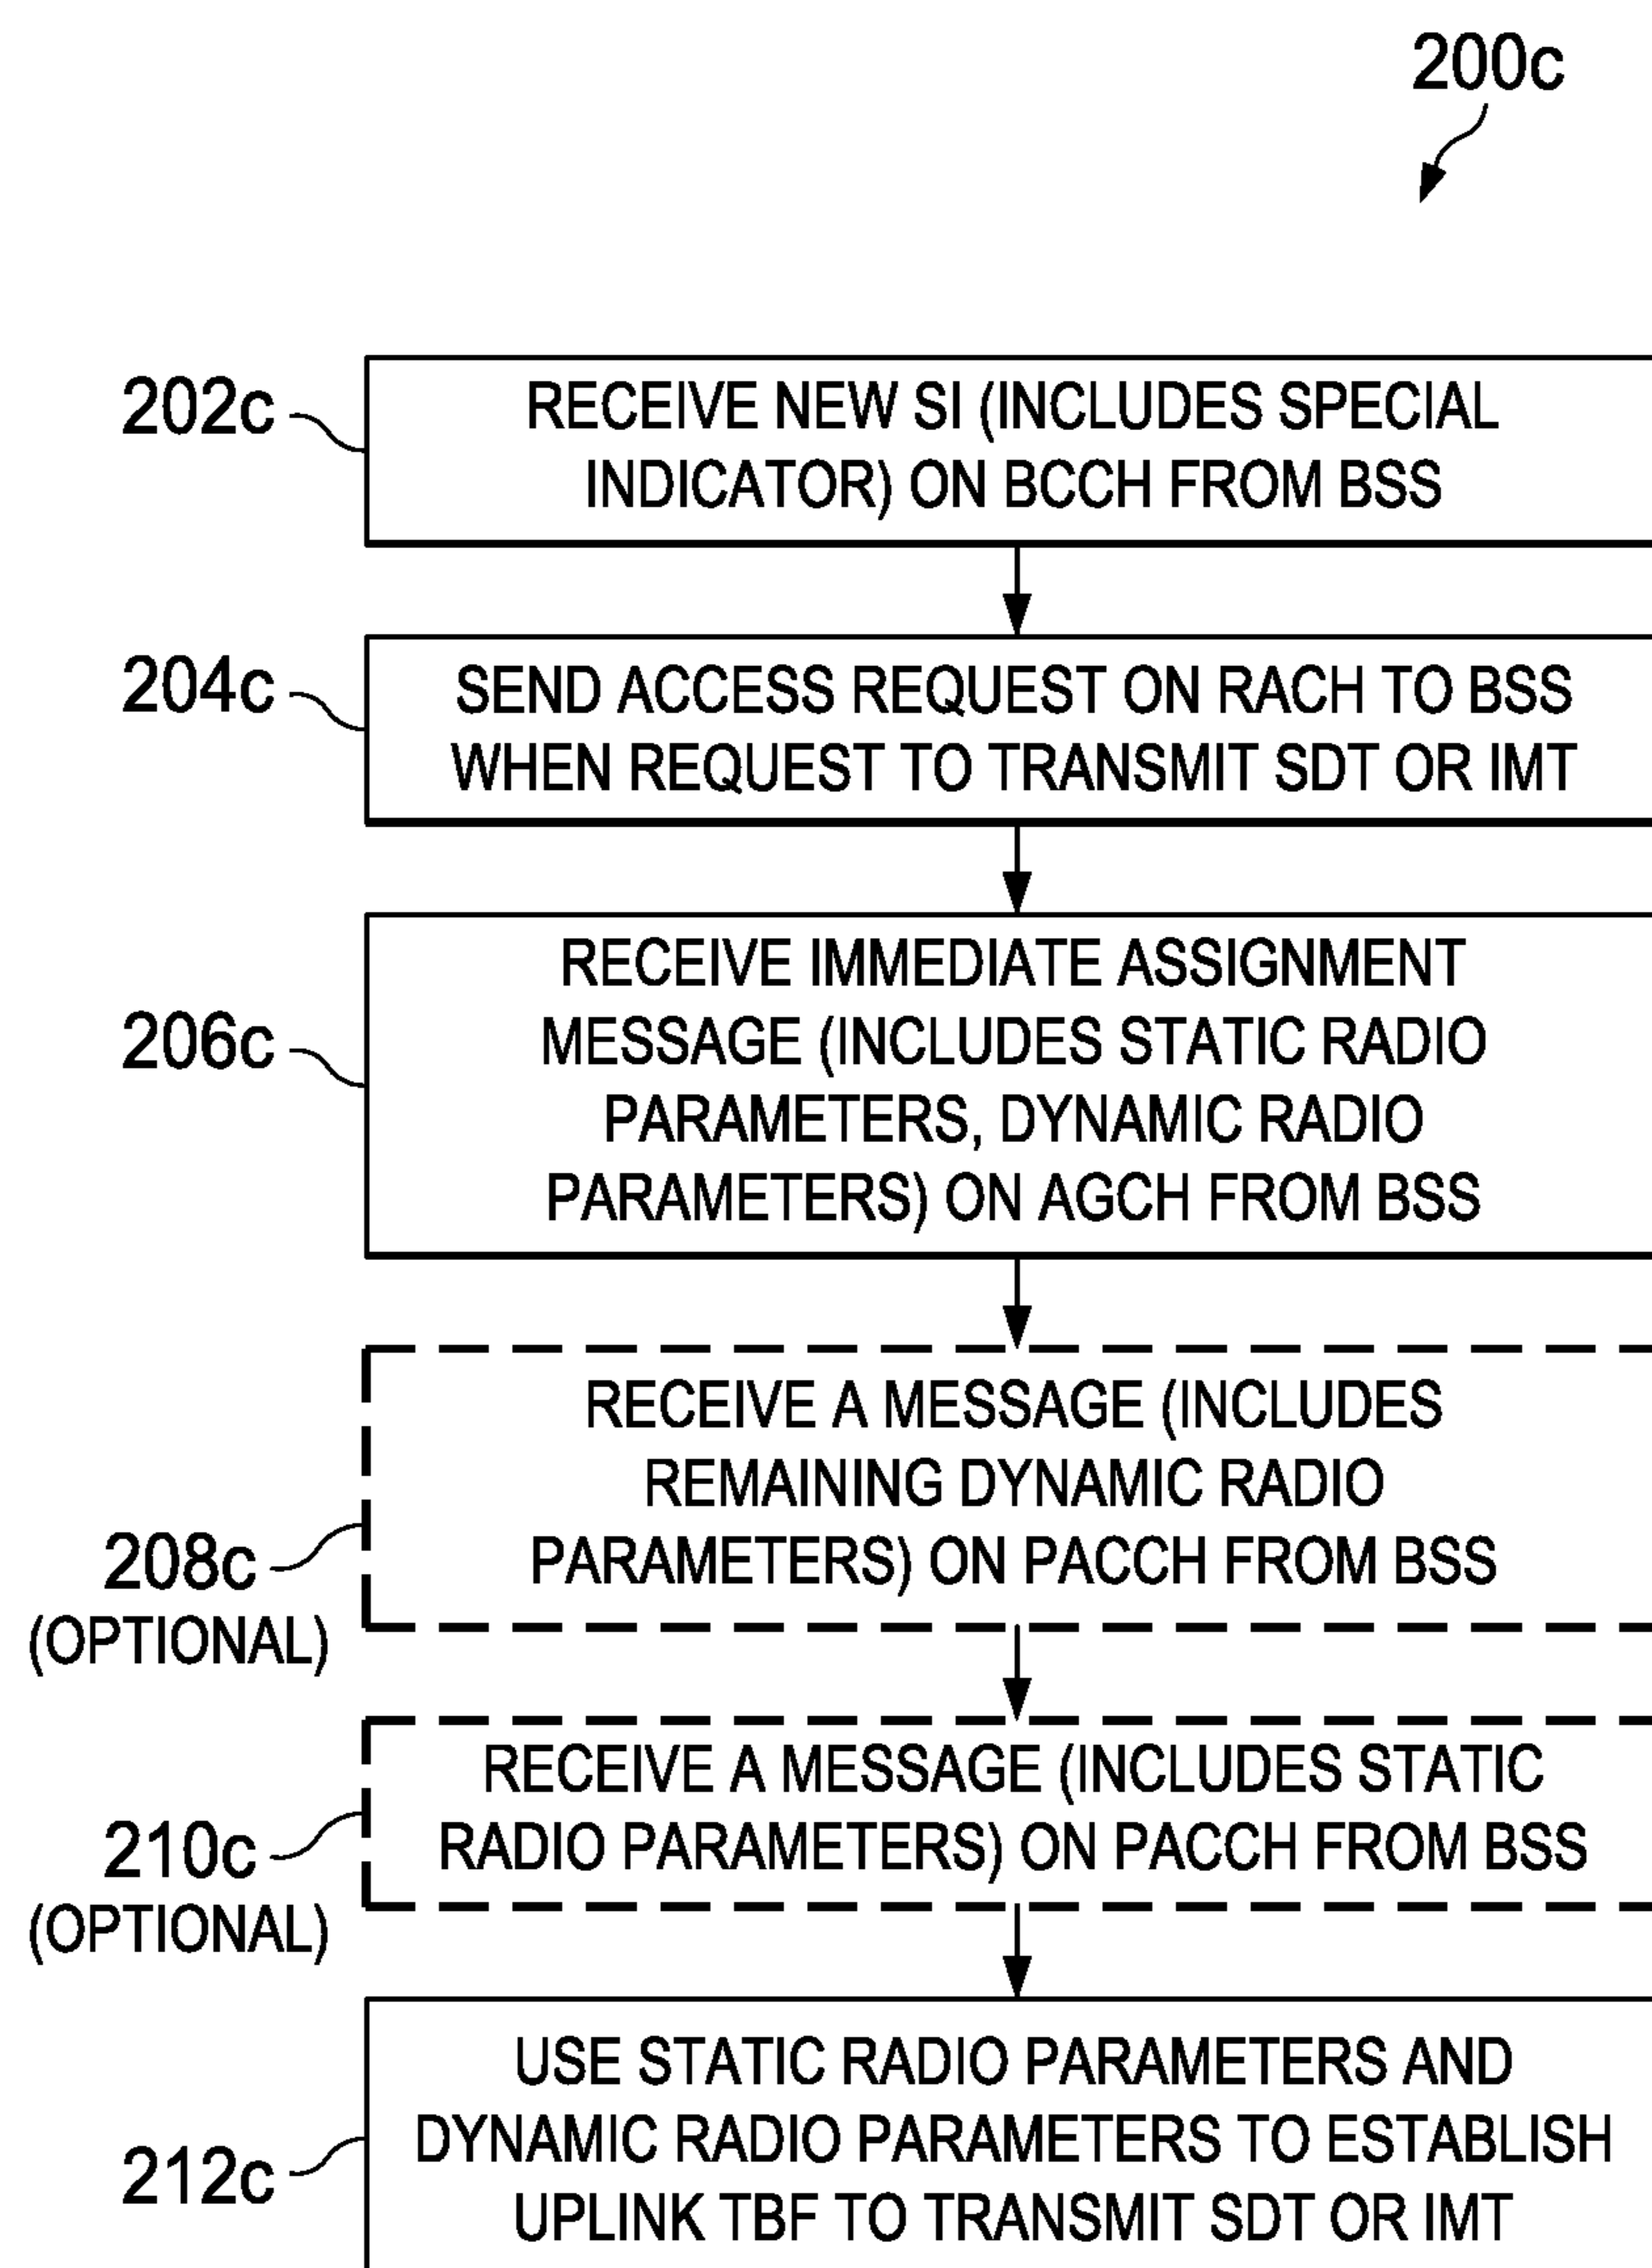 200c
202c
RECEIVE NEW SI (INCLUDES SPECIAL
INDICATOR) ON BCCH FROM BSS
204c
SEND ACCESS REQUEST ON RACH TO BSS
WHEN REQUEST TO TRANSMIT SDT OR IMT
206c
RECEIVE IMMEDIATE ASSIGNMENT
MESSAGE (INCLUDES STATIC RADIO
PARAMETERS, DYNAMIC RADIO
PARAMETERS) ON AGCH FROM BSS
208c
(OPTIONAL)
RECEIVE A MESSAGE (INCLUDES
REMAINING DYNAMIC RADIO
PARAMETERS) ON PACCH FROM BSS
210c
(OPTIONAL)
RECEIVE A MESSAGE (INCLUDES STATIC
RADIO PARAMETERS) ON PACCH FROM BSS
212c
USE STATIC RADIO PARAMETERS AND
DYNAMIC RADIO PARAMETERS TO ESTABLISH
UPLINK TBF TO TRANSMIT SDT OR IMT